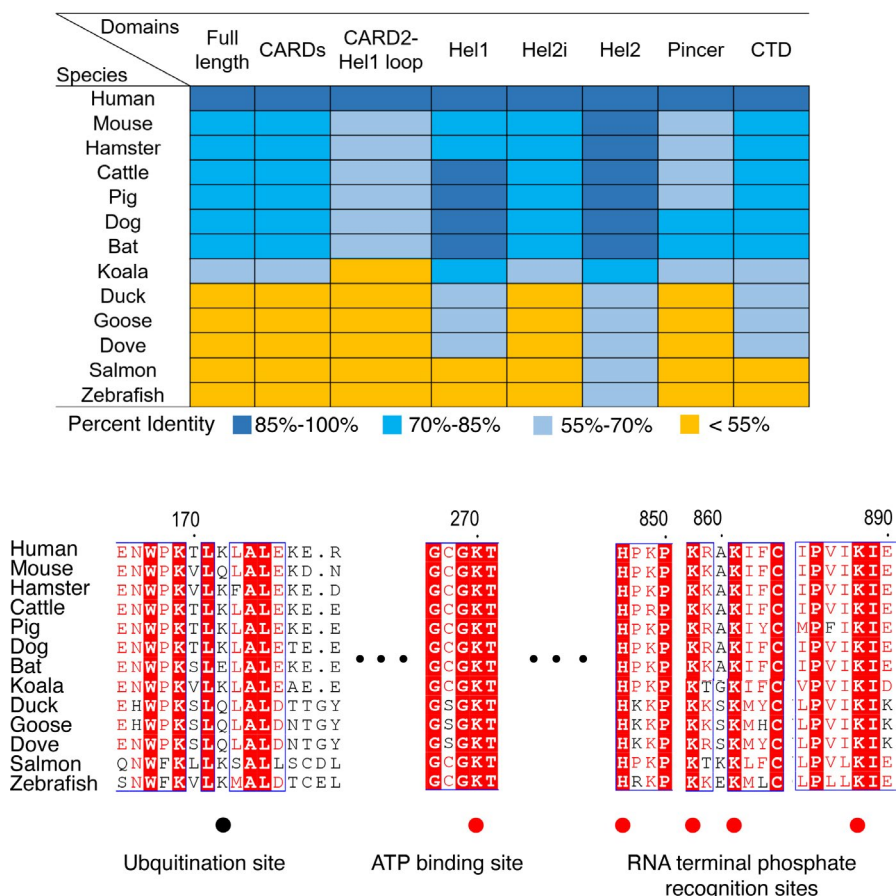 Domains
Species
Full length CARDs CARD2-Hel1 loop Hel1 Hel2i Hel2 Pincer CTD
Human
Mouse
Hamster
Cattle
Pig
Dog
Bat
Koala
Duck
Goose
Dove
Salmon
Zebrafish
Percent Identity 85%-100% 70%-85% 55%-70% < 55%
170 270 850 860 890
Human ENWPKTLKLALEKE.R GCGKT HPKP KRAKIFC IPVIKIE
Mouse ENWPKVLQLALEKD.N GCGKT HPKP KKAKIFC IPVIKIE
Hamster ENWPKVLKFALEKE.D GCGKT HPKP KKAKIFC IPVIKIE
Cattle ENWPKTLKLALEKE.E GCGKT HPRP KKAKIFC IPVIKIE
Pig ENWPKTLKLALEKE.E GCGKT HPKP KRAKIYC MPFIKIE
Dog ENWPKTLKLALEKE.E GCGKT HPKP KKAKIFC IPVIKIE
Bat ENWPKSLELALEKE.E GCGKT HPKP KKAKIFC IPVIKIE
Koala ENWPKVLKLALEAE.E GCGKT HPKP KTGKIFC VPVIKID
Duck EHWPKSLQLALDTTGY GSGKT HKKP KKSKMYC LPVIKIK
Goose EHWPKSLQLALDNTGY GSGKT HKKP KKSKMHC LPVIKIK
Dove ENWPKSLQLALDNTGY GSGKT HKKP KRSKMYC LPVIKIK
Salmon QNWFKLLKSALLSCDL GCGKT HPKP KTKKLFC LPVLKIE
Zebrafish SNWFKVLKMALDTCEL GCGKT HRKP KKEKMLC LPLLKIE
Ubquitination site ATP binding site RNA terminal phosphate
recognition sites